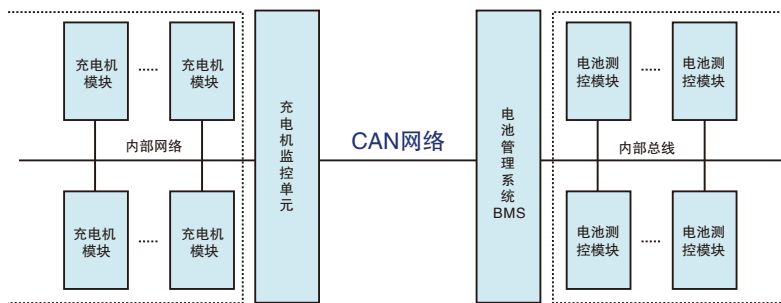 充电机
模块
.....
充电机
模块
内部网络
充电机
模块
.....
充电机
模块
充
电
机
监
控
单
元
CAN网络
电
池
管
理
系
统
BMS
电池测
控模块
.....
电池测
控模块
内部总线
电池测
控模块
.....
电池测
控模块